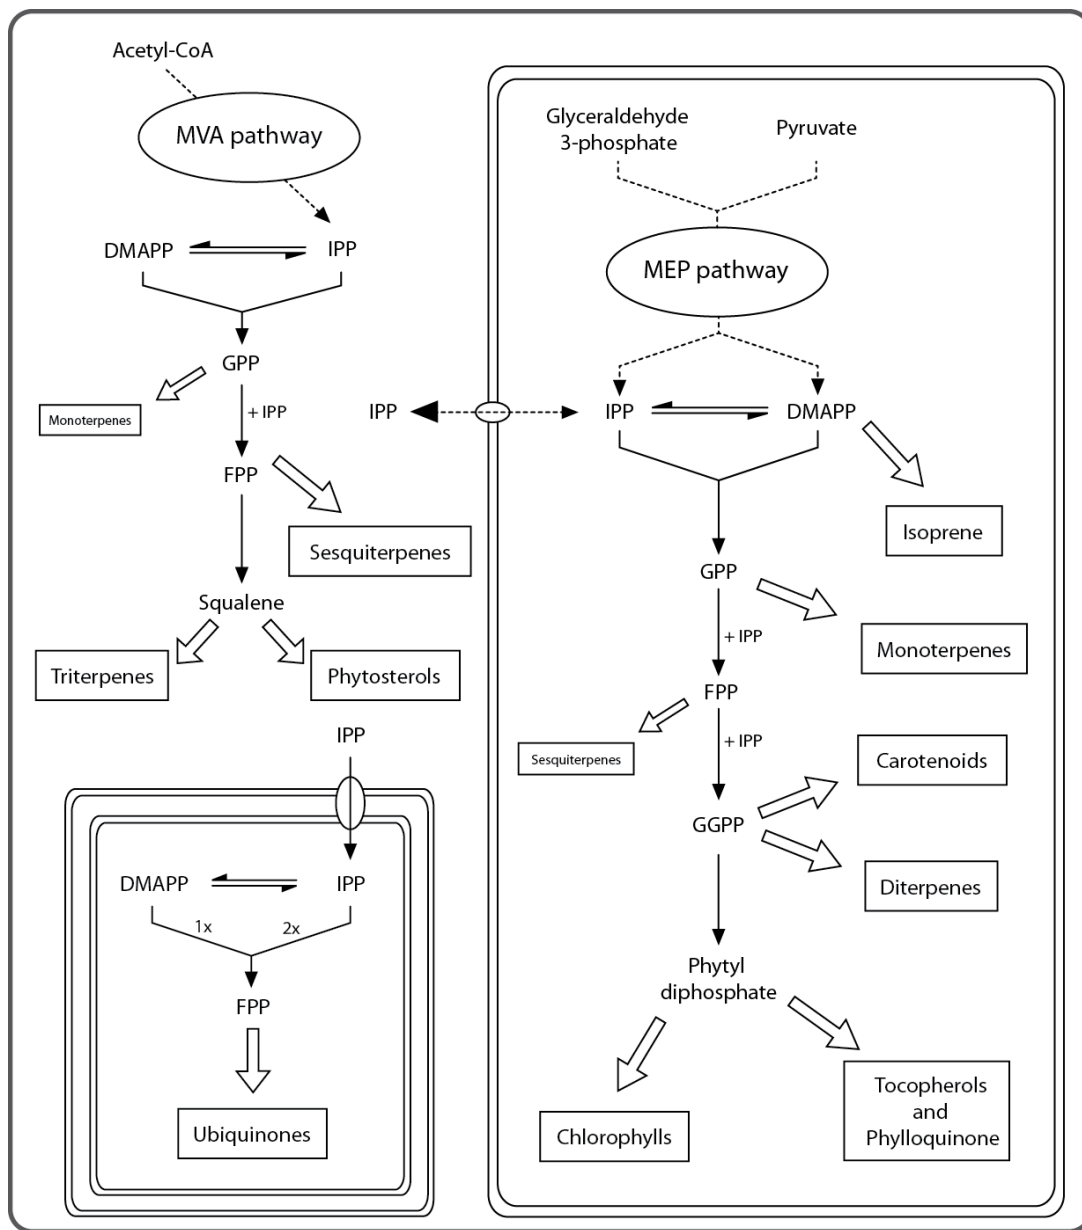 Acetyl-CoA
MVA pathway
DMAPP
IPP
GPP
Monoterpenes
+ IPP
FPP
Sesquiterpenes
Squalene
Triterpenes
Phytosterols
IPP
DMAPP
IPP
1x
2x
FPP
Ubiquinones
IPP
Glyceraldehyde
3-phosphate
Pyruvate
MEP pathway
IPP
DMAPP
Isoprene
GPP
Monoterpenes
+ IPP
FPP
Sesquiterpenes
+ IPP
Carotenoids
GGPP
Diterpenes
Phytyl
diphosphate
Chlorophylls
Tocopherols
and
Phylloquinone